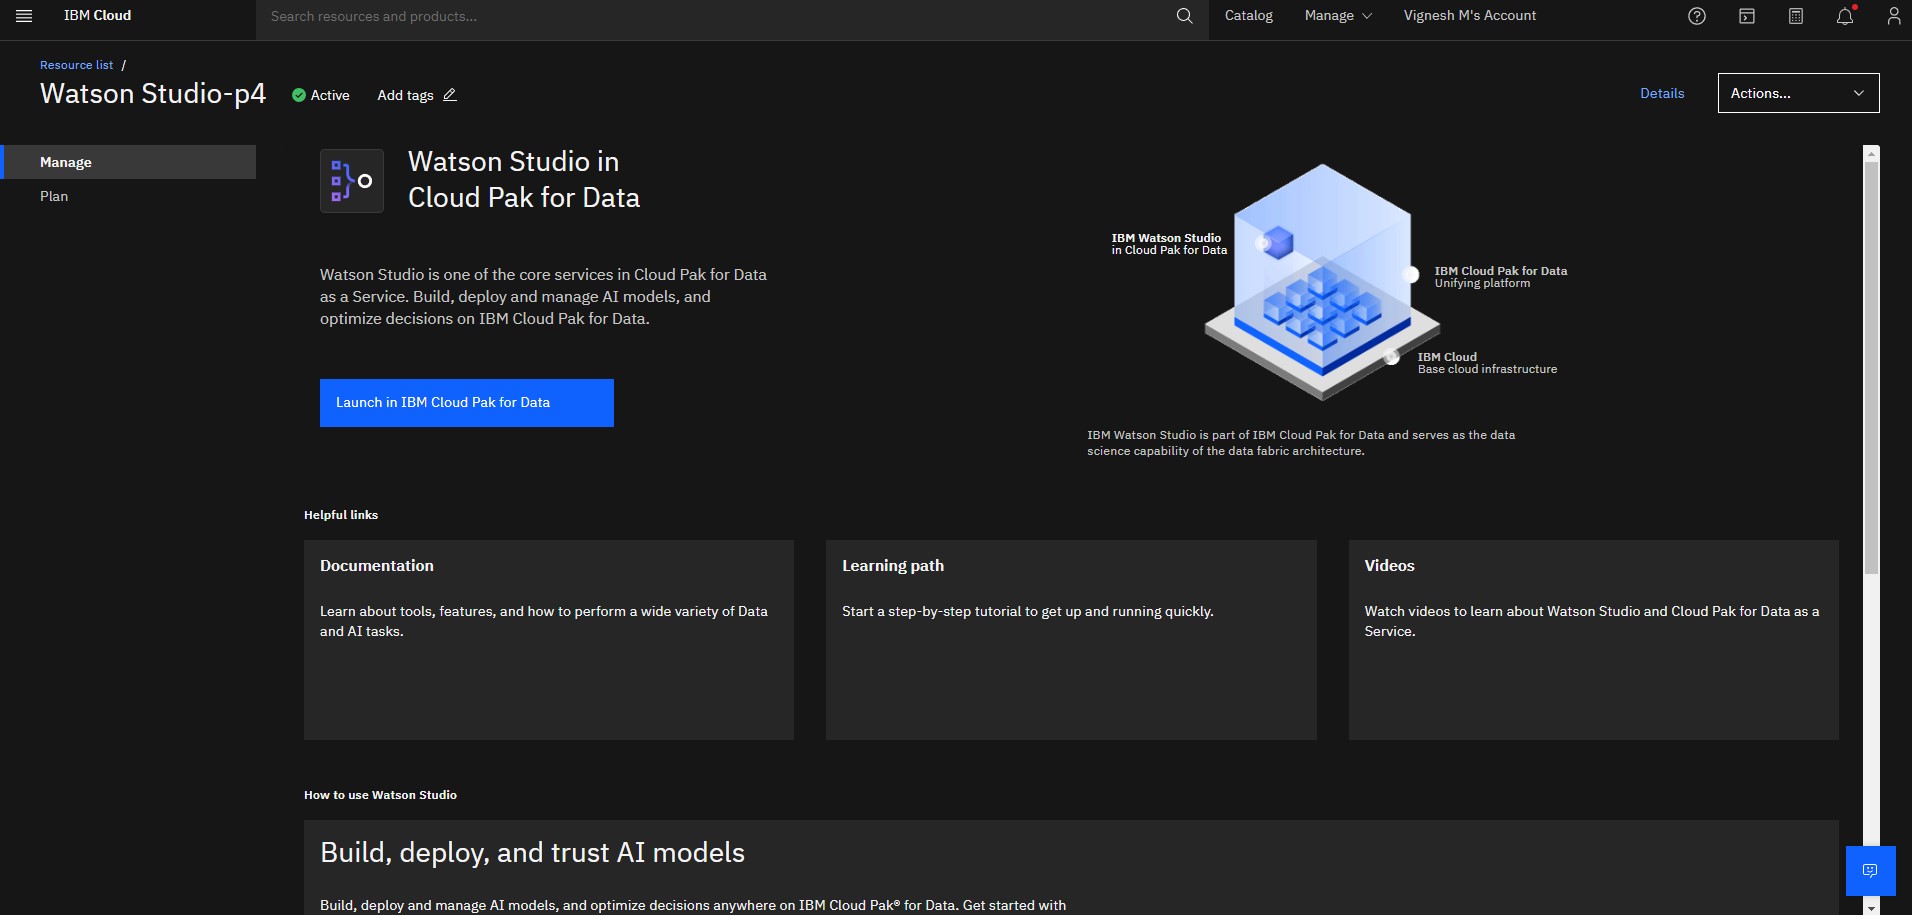 IBM Cloud
Search resources and products...
Catalog
Manage
Vignesh M's Account
Resource list /
Watson Studio-p4
Active
Add tags
Details
Actions...
Manage
Plan
Watson Studio in
Cloud Pak for Data
Watson Studio is one of the core services in Cloud Pak for Data
as a Service. Build, deploy and manage AI models, and
optimize decisions on IBM Cloud Pak for Data.
Launch in IBM Cloud Pak for Data
IBM Watson Studio
in Cloud Pak for Data
IBM Cloud Pak for Data
Unifying platform
IBM Cloud
Base cloud infrastructure
IBM Watson Studio is part of IBM Cloud Pak for Data and serves as the data
science capability of the data fabric architecture.
Helpful links
Documentation
Learn about tools, features, and how to perform a wide variety of Data
and AI tasks.
Learning path
Start a step-by-step tutorial to get up and running quickly.
Videos
Watch videos to learn about Watson Studio and Cloud Pak for Data as a
Service.
How to use Watson Studio
Build, deploy, and trust AI models
Build, deploy and manage AI models, and optimize decisions anywhere on IBM Cloud Pak® for Data. Get started with